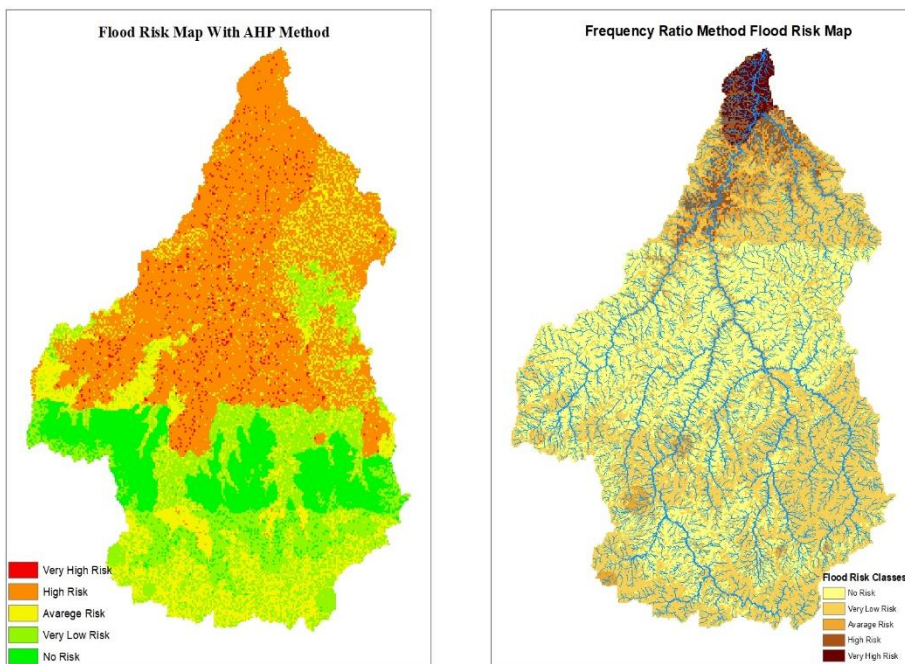 Flood Risk Map With AHP Method
Very High Risk
High Risk
Avarege Risk
Very Low Risk
No Risk
Frequency Ratio Method Flood Risk Map
Flood Risk Classes
No Risk
Very Low Risk
Avarage Risk
High Risk
Very High Risk